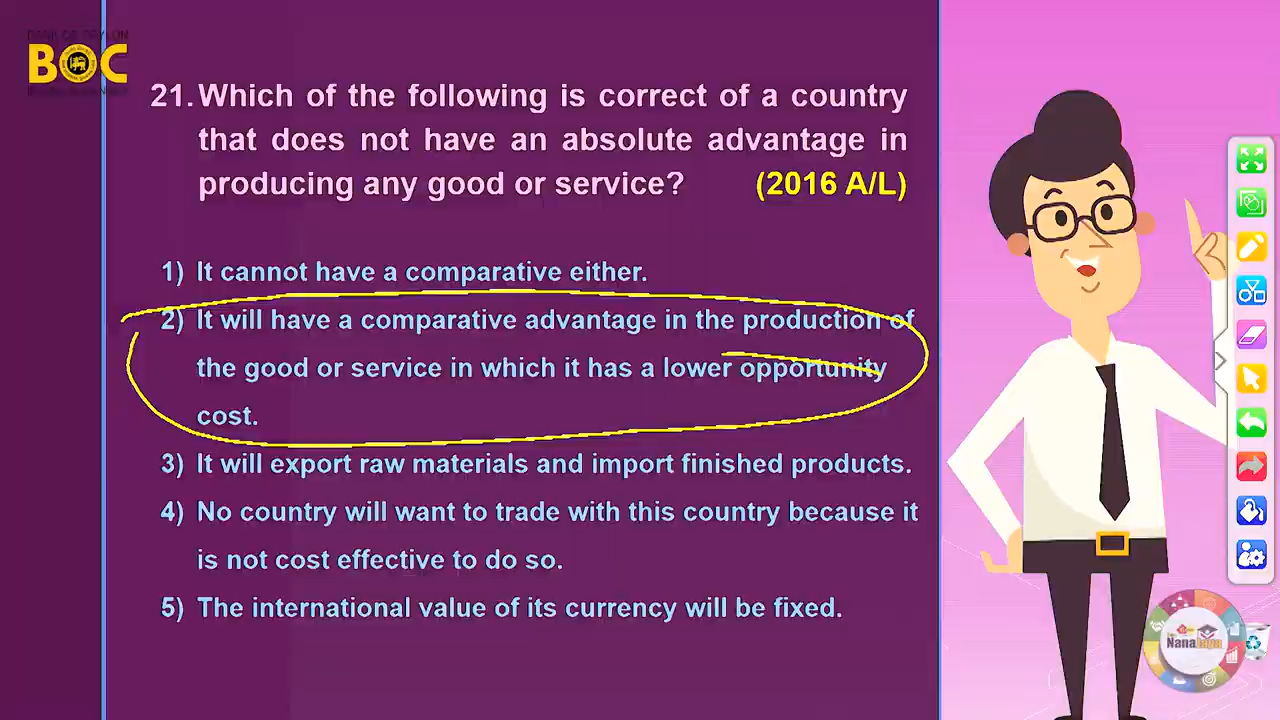 BANK OF CEYLON
BOC
21. Which of the following is correct of a country
that does not have an absolute advantage in
producing any good or service? (2016 A/L)
1) It cannot have a comparative either.
2) It will have a comparative advantage in the production of
the good or service in which it has a lower opportunity
cost.
3) It will export raw materials and import finished products.
4) No country will want to trade with this country because it
is not cost effective to do so.
5) The international value of its currency will be fixed.